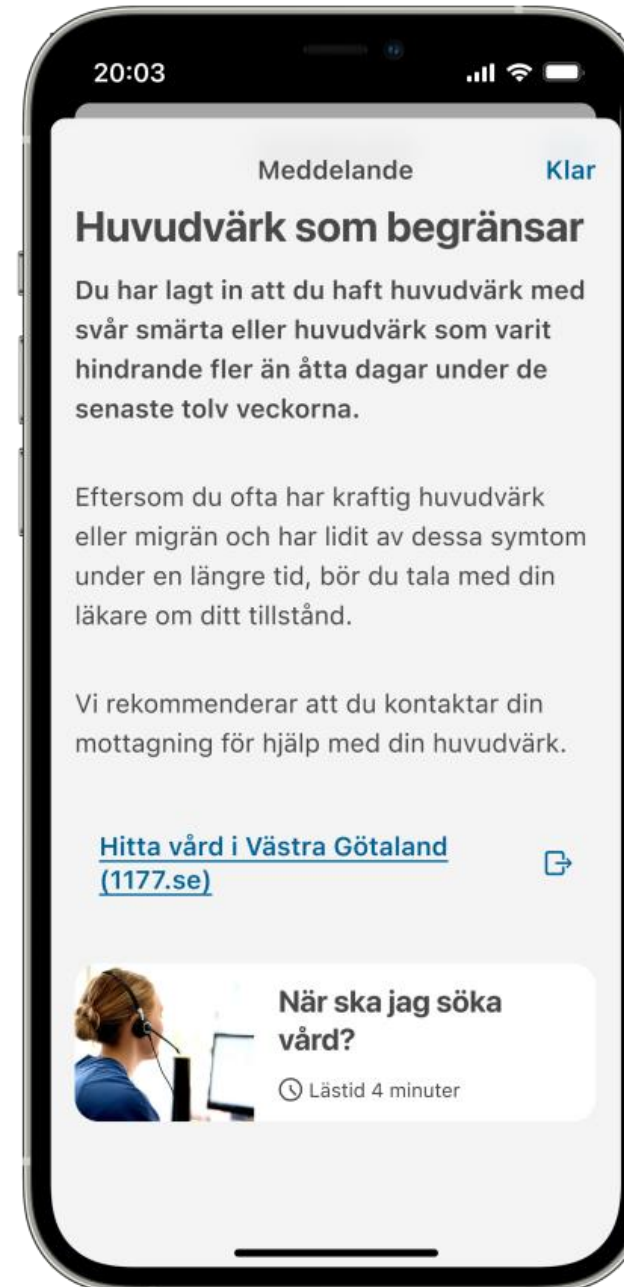 20:03
Meddelande
Klar
Huvudvärk som begränsar
Du har lagt in att du haft huvudvärk med
svår smärta eller huvudvärk som varit
hindrande fler än åtta dagar under de
senaste tolv veckorna.
Eftersom du ofta har kraftig huvudvärk
eller migrän och har lidit av dessa symtom
under en längre tid, bör du tala med din
läkare om ditt tillstånd.
Vi rekommenderar att du kontaktar din
mottagning för hjälp med din huvudvärk.
Hitta vård i Västra Götaland
(1177.se)
När ska jag söka
vård?
Lästid 4 minuter